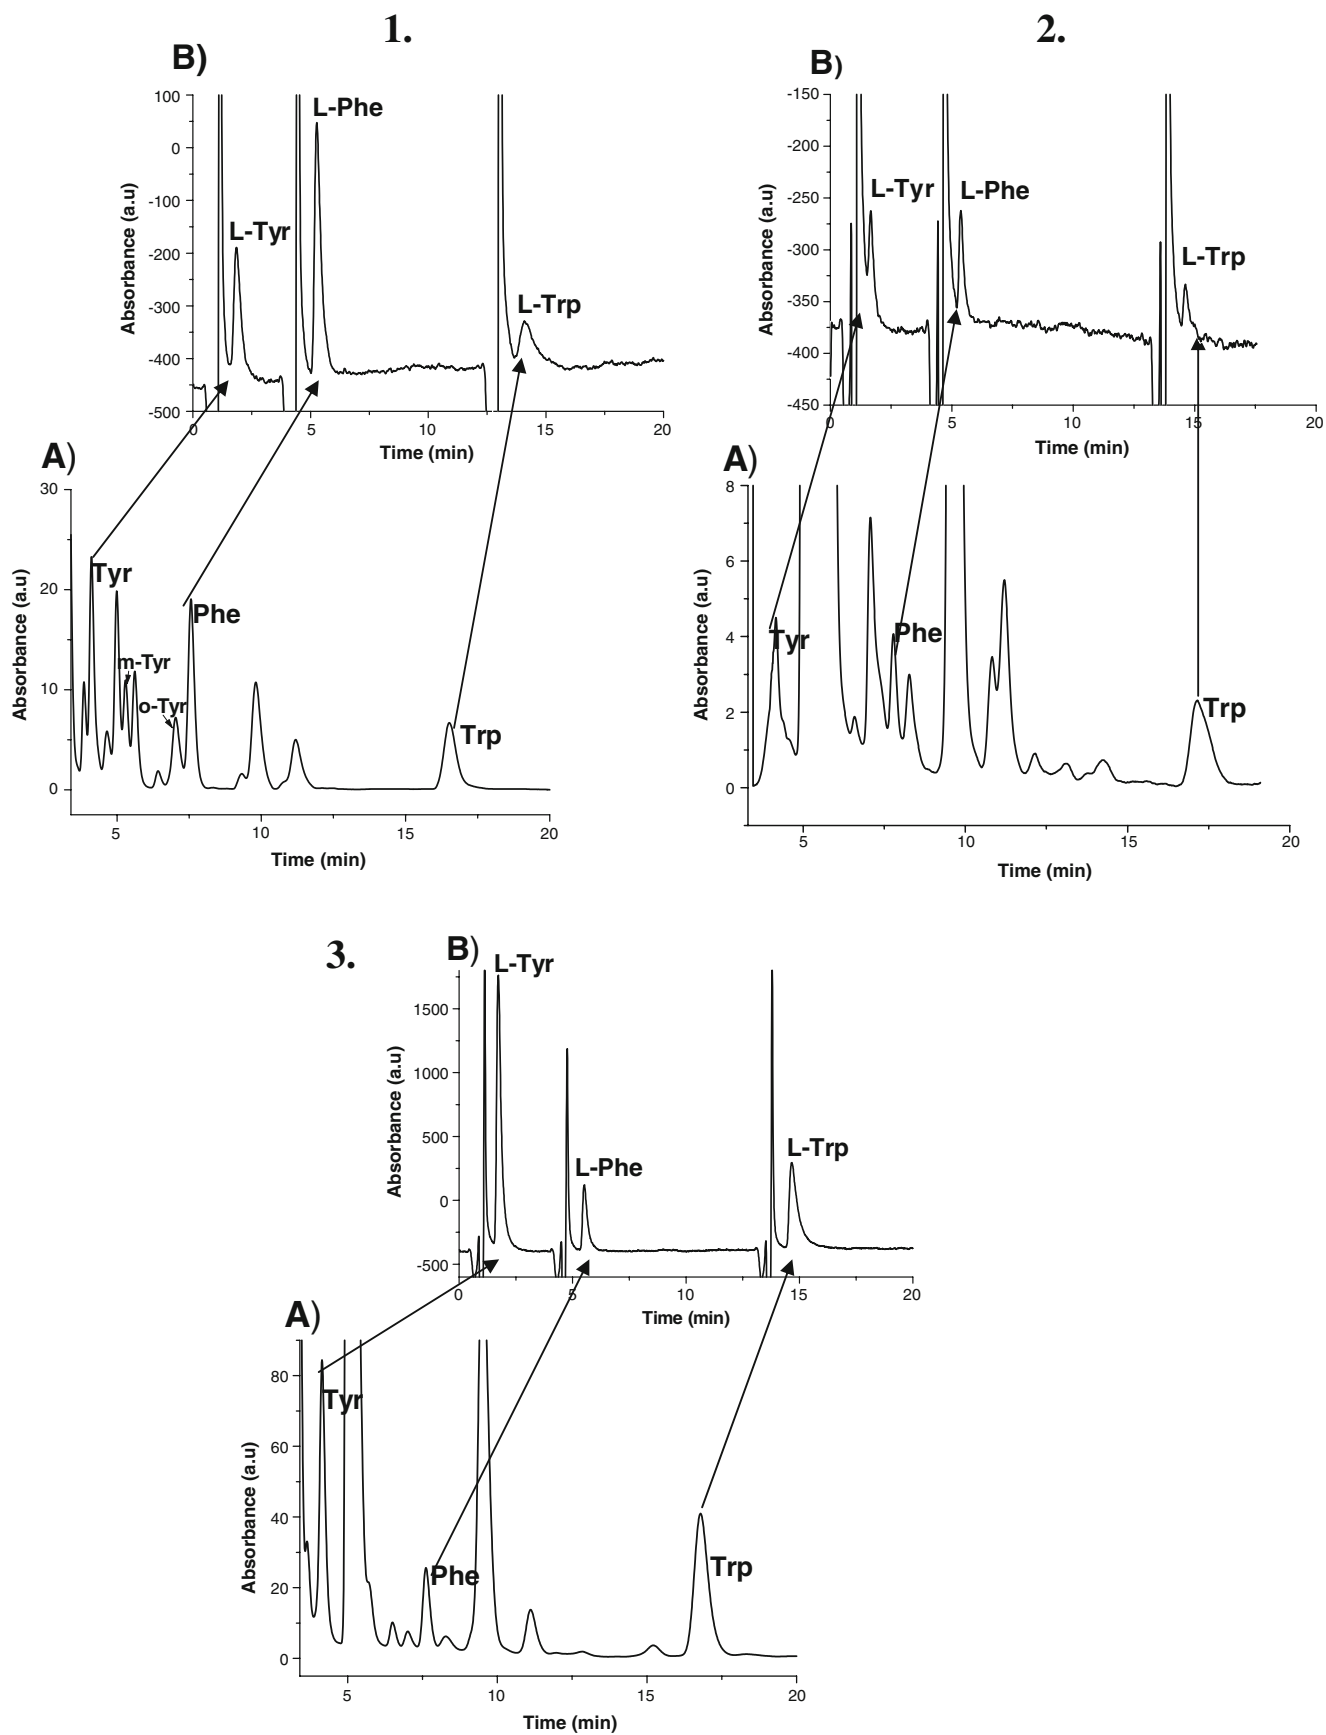 1.
B)
100
0
-100
-200
-300
-400
-500
Absorbance (a.u)
L-Tyr
L-Phe
L-Trp
0 5 10 15 20
Time (min)
A)
30
20
10
0
Absorbance (a.u)
Tyr
m-Tyr
o-Tyr
Phe
Trp
5 10 15 20
Time (min)
2.
B)
-150
-200
-250
-300
-350
-400
-450
Absorbance (a.u)
L-Tyr
L-Phe
L-Trp
0 5 10 15 20
Time (min)
A)
8
6
4
2
0
Absorbance (a.u)
Tyr
Phe
Trp
5 10 15 20
Time (min)
3.
B)
1500
1000
500
0
-500
Absorbance (a.u)
L-Tyr
L-Phe
L-Trp
0 5 10 15 20
Time (min)
A)
80
60
40
20
0
Absorbance (a.u)
Tyr
Phe
Trp
5 10 15 20
Time (min)